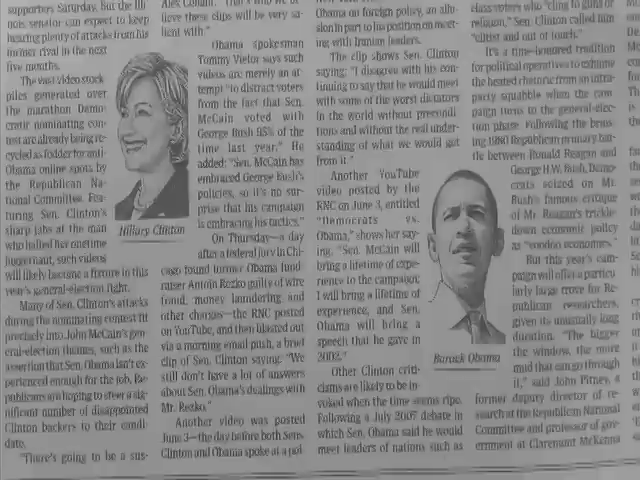 supporters Saturday. But the Illi-
nois senator can expect to keep
hearing plenty of attacks from his
former rival in the next
five months.
The vast video stock
piles generated over
the marathon Demo-
cratic nominating con-
test are already being re-
cycled as fodder for anti-
Obama online spots by
the Republican Na-
tional Committee. Fea-
turing Sen. Clinton's
sharp jabs at the man
who halted her onetime
juggernaut, such videos
will likely become a fixture in this
year's general-election fight.
Many of Sen. Clinton's attacks
during the nominating contest fit
precisely into John McCain's gen-
eral-election themes, such as the
assertion that Sen. Obama isn't ex-
perienced enough for the job. Re-
publicans are hoping to steer a sig-
nificant number of disappointed
Clinton backers to their candi-
date.
"There's going to be a sus-
Hillary Clinton
lieve these clips will be very sa-
lient with."
Obama spokesman
Tommy Vietor says such
videos are merely an at-
tempt "to distract voters
from the fact that Sen.
McCain voted with
George Bush 95% of the
time last year." He
added: "Sen. McCain has
embraced George Bush's
policies, so it's no sur-
prise that his campaign
is embracing his tactics."
On Thursday—a day
after a federal jury in Chi-
cago found former Obama fund-
raiser Antoin Rezko guilty of wire
fraud, money laundering and
other charges—the RNC posted
on YouTube, and then blasted out
via a morning email push, a brief
clip of Sen. Clinton saying: "We
still don't have a lot of answers
about Sen. Obama's dealings with
Mr. Rezko."
Another video was posted
June 3—the day before both Sens.
Clinton and Obama spoke at a pol
Obama on foreign policy, an allu-
sion in part to his position on meet-
ing with Iranian leaders.
The clip shows Sen. Clinton
saying: "I disagree with his con-
tinuing to say that he would meet
with some of the worst dictators
in the world without precondi
tions and without the real under-
standing of what we would get
from it."
Another YouTube
video posted by the
RNC on June 3, entitled
"Democrats vs.
Obama," shows her say-
ing. "Sen. McCain will
bring a lifetime of expe-
rience to the campaign;
I will bring a lifetime of
experience, and Sen.
Obama will bring a
speech that he gave in
2002."
Other Clinton criti-
cisms are likely to be in-
voked when the time seems ripe.
Following a July 2007 debate in
which Sen. Obama said he would
meet leaders of nations such as
Barack Obama
class voters who "cling to guns or
religion," Sen. Clinton called him
"elitist and out of touch."
It's a time-honored tradition
for political operatives to exhume
the heated rhetoric from an intra-
party squabble when the cam
paign turns to the general-elec-
tion phase. Following the bruis-
ing 1980 Republican primary bat-
tle between Ronald Reagan and
George H.W. Bush, Demo-
crats seized on Mr.
Bush's famous critique
of Mr. Reagan's trickle-
down economic policy
as "voodoo economics."
But this year's cam-
paign will offer a particu-
larly large trove for Re-
publican researchers,
given its unusually long
duration. "The bigger
the window, the more
mud that can go through
it," said John Pitney, a
former deputy director of re-
search at the Republican National
Committee and professor of gov-
ernment at Claremont McKenna